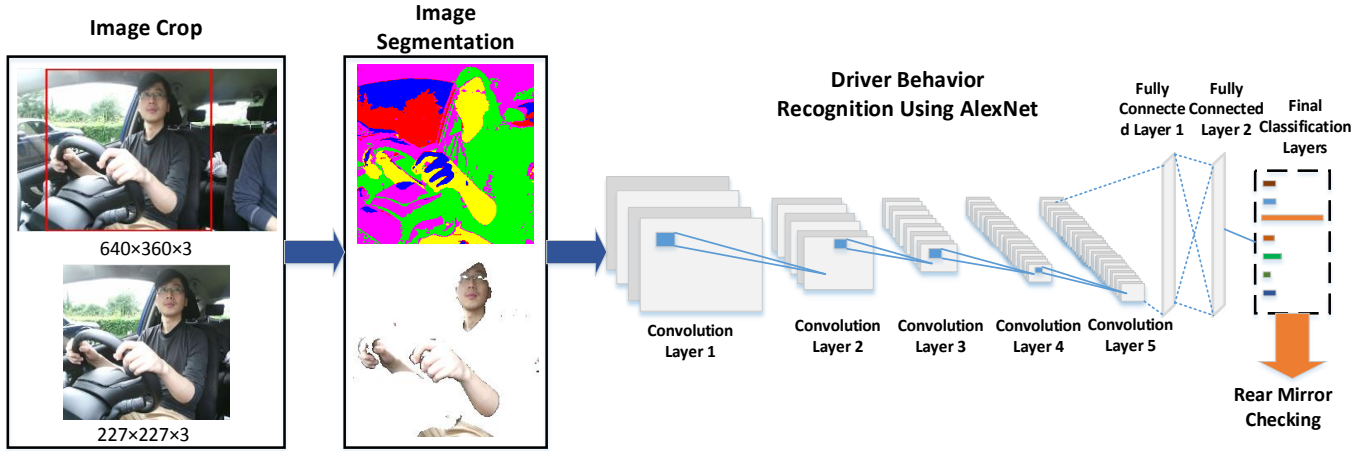 Image Crop
640×360×3
227×227×3
Image
Segmentation
Driver Behavior
Recognition Using AlexNet
Convolution
Layer 1
Convolution
Layer 2
Convolution
Layer 3
Convolution
Layer 4
Convolution
Layer 5
Fully
Connecte
d Layer 1
Fully
Connected
Layer 2
Final
Classification
Layers
Rear Mirror
Checking